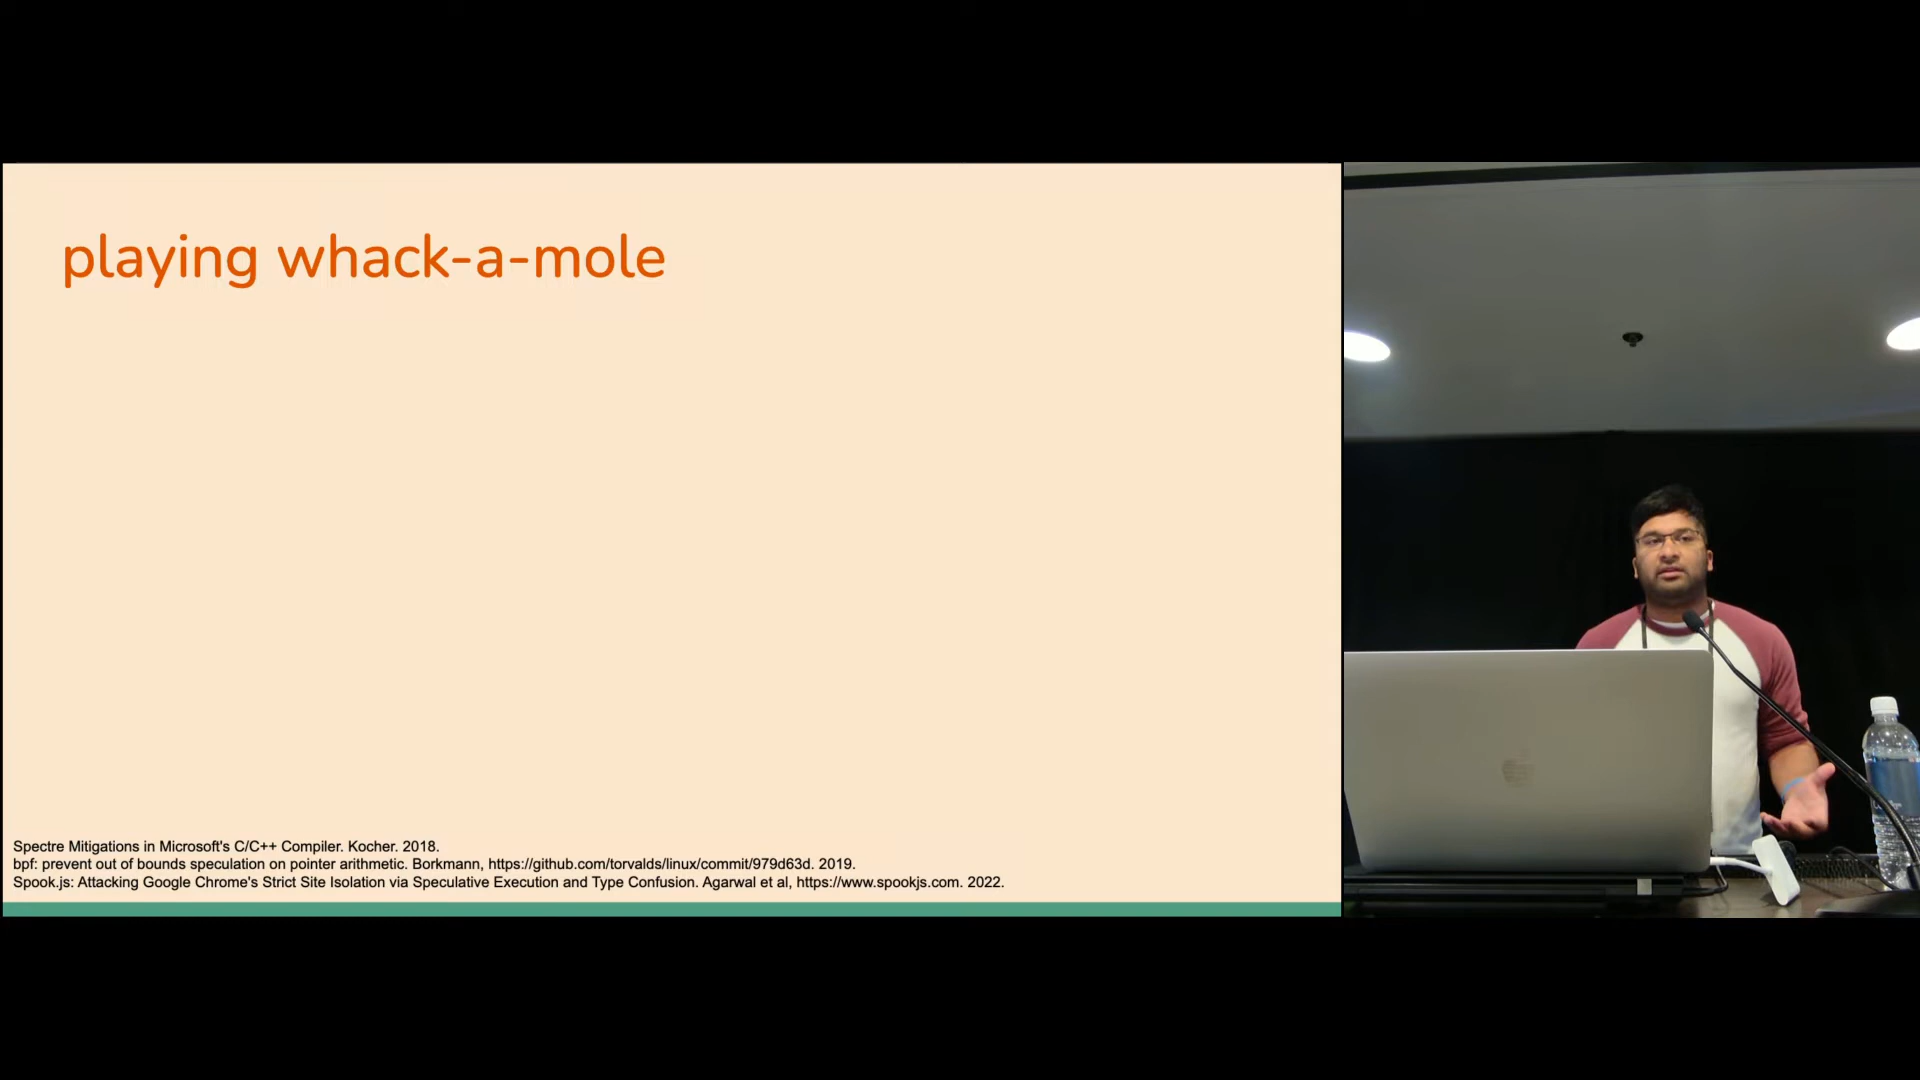 playing whack-a-mole
Spectre Mitigations in Microsoft's C/C++ Compiler. Kocher. 2018.
bpf: prevent out of bounds speculation on pointer arithmetic. Borkmann, https://github.com/torvalds/linux/commit/979d63d. 2019.
Spook.js: Attacking Google Chrome's Strict Site Isolation via Speculative Execution and Type Confusion. Agarwal et al, https://www.spookjs.com. 2022.